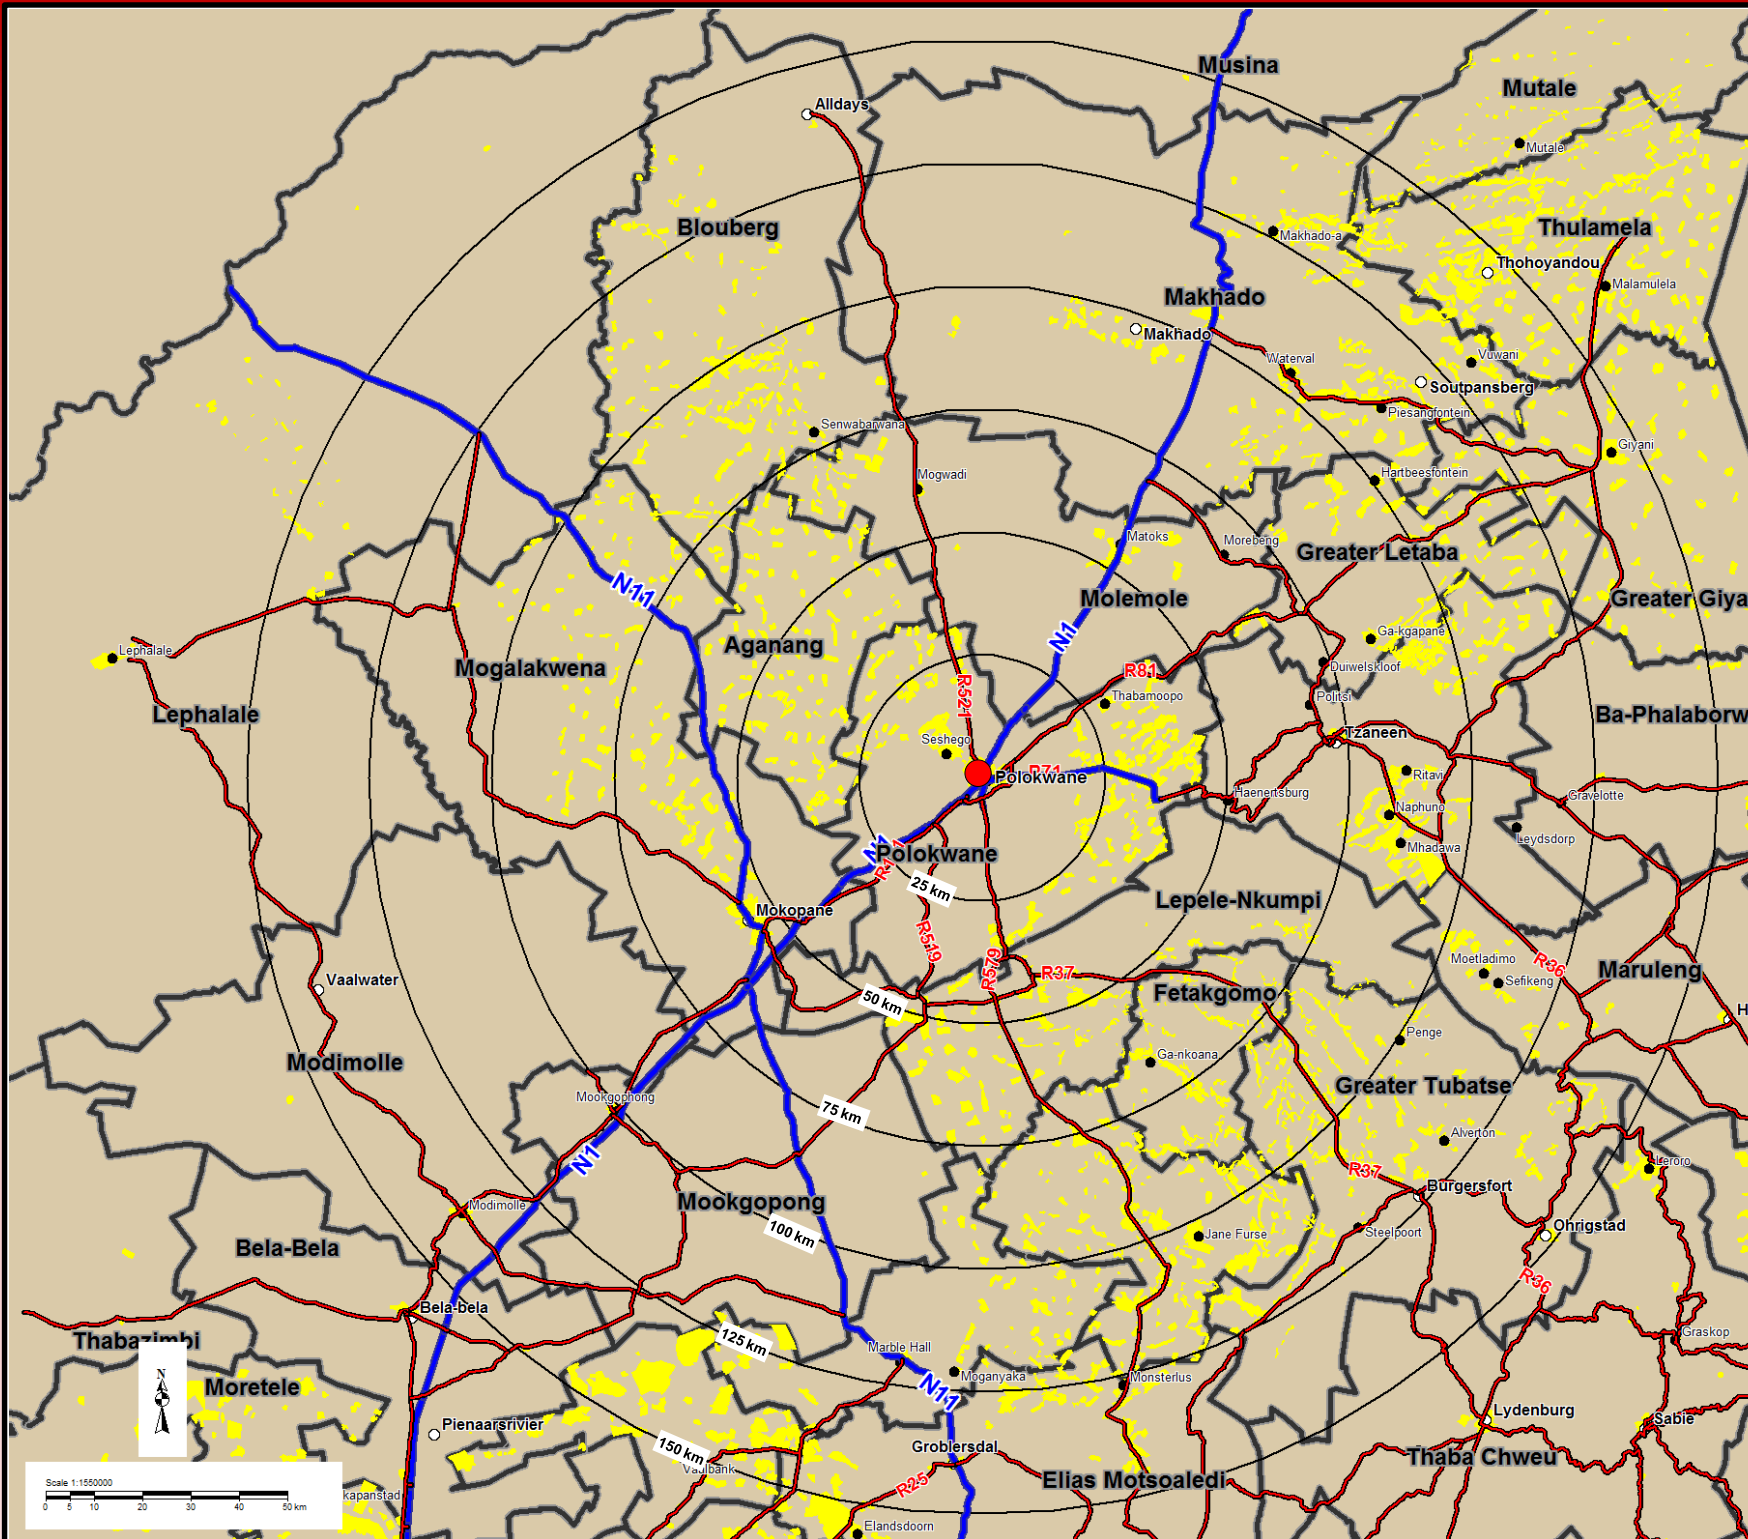 Musina
Mutale
Alldays
Mutale
Blouberg
Thulamela
Makhado-a
Thohoyandou
Malamulela
Makhado
Makhado
Waterval
Vuwani
Soutpansberg
Piesangfontein
Senwabarwana
Giyani
Mogwadi
Hartbeesfontein
Matoks
Morebeng
Greater Letaba
N11
Molemole
Greater Giya
N1
Ga-kgapane
Aganang
Lephalale
Mogalakwena
R81
Duiwelskloof
R521
Thabamoopo
Politsi
Lephalale
Ba-Phalaborw
Seshego
Tzaneen
R71
Polokwane
Ritavi
Haenertsburg
Gravelotte
Naphuno
Leydsdorp
N1
Polokwane
Mhadawa
25 km
Lepele-Nkumpi
Mokopane
R519
Moetladimo
R36
Vaalwater
R579
R37
Maruleng
Sefikeng
50 km
Fetakgomo
H
Penge
Ga-nkoana
Modimolle
Greater Tubatse
Mookgophong
75 km
Alverton
N1
Leroro
R37
Burgersfort
Mookgopong
Modimolle
100 km
Ohrigstad
Jane Furse
Steelpoort
Bela-Bela
R36
Bela-bela
Graskop
Thabazimbi
125 km
Marble Hall
N
Moganyaka
Monsterlus
Moretele
N11
Lydenburg
Pienaarsrivier
Sabie
150 km
Groblersdal
Thaba Chweu
Vaalbank
Elias Motsoaledi
Scale 1:1550000
R25
kapanstad
0 5 10 20 30 40 50 km
Elandsdoorn